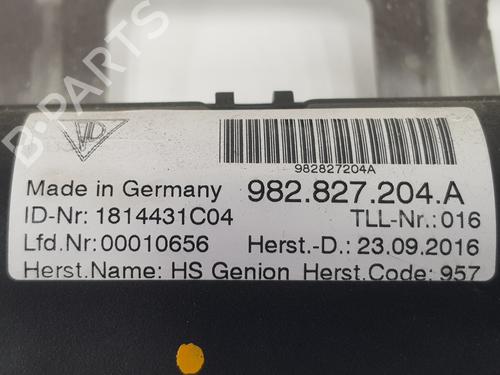 B-PARTS
982827204A
Made in Germany 982.827.204.A
ID-Nr: 1814431C04 TLL-Nr.: 016
Lfd.Nr: 00010656 Herst.-D.: 23.09.2016
Herst.Name: HS Genion Herst.Code: 957